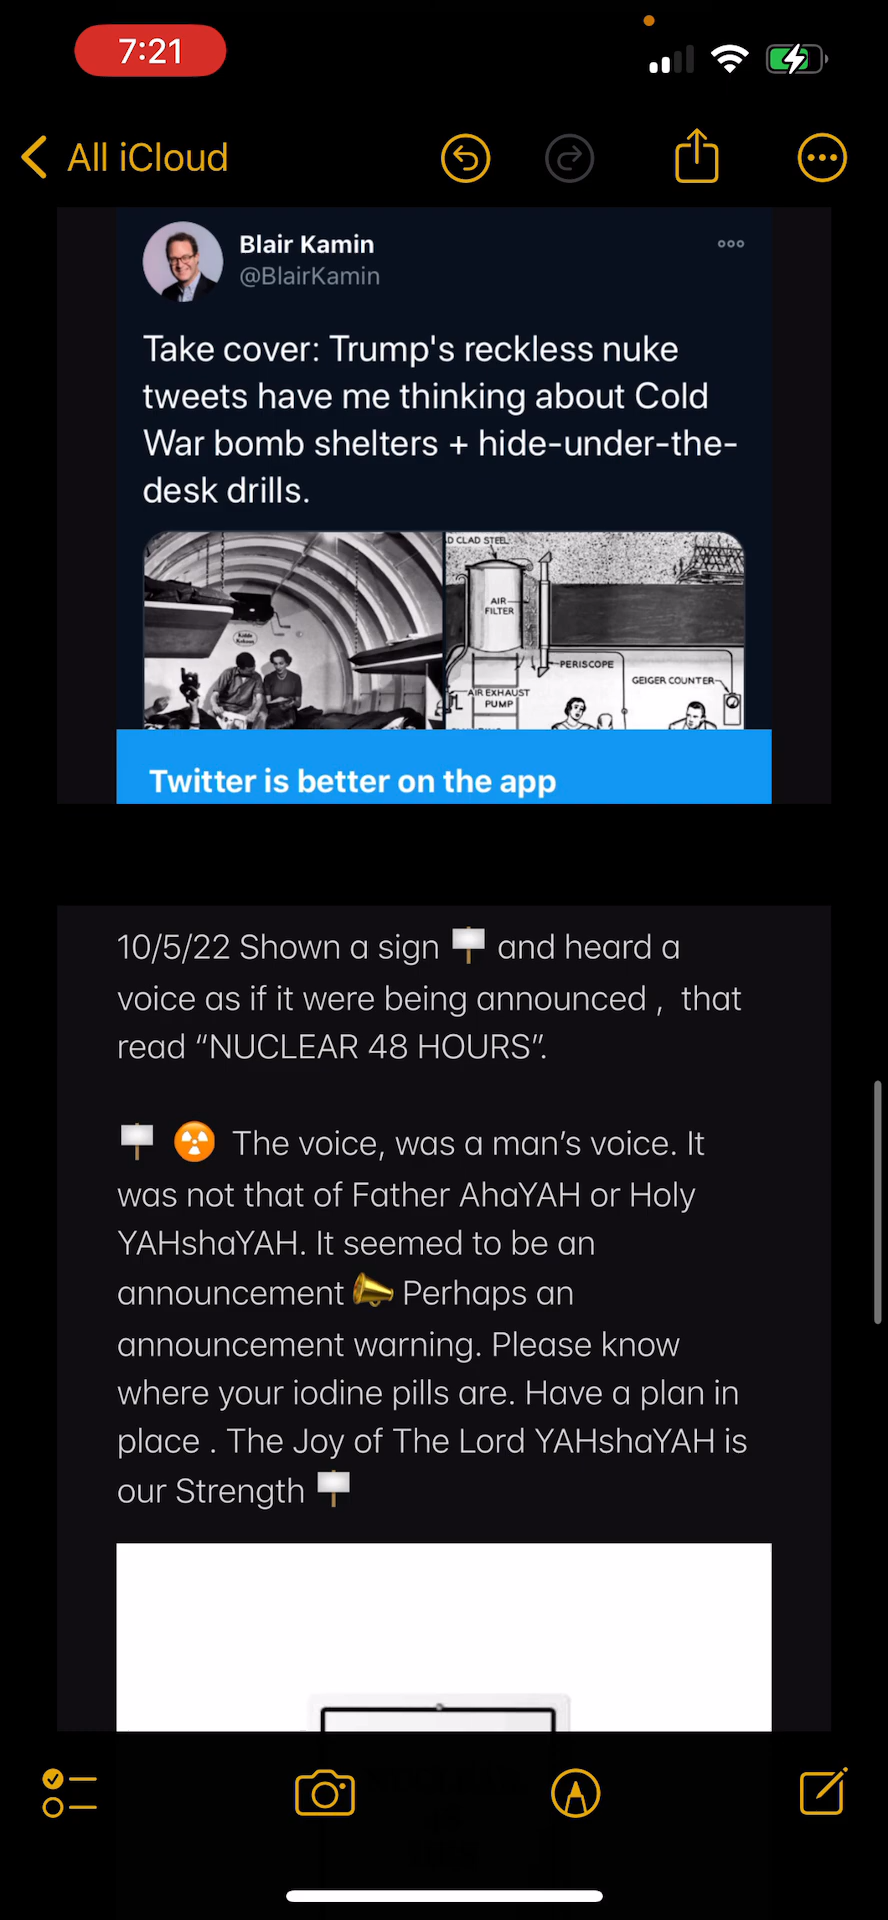 7:21
All iCloud
Blair Kamin
@BlairKamin
Take cover: Trump's reckless nuke
tweets have me thinking about Cold
War bomb shelters + hide-under-the-
desk drills.
D CLAD STEEL
AIR
FILTER
PERISCOPE
GEIGER COUNTER
AIR EXHAUST
PUMP
Twitter is better on the app
10/5/22 Shown a sign 🪧 and heard a
voice as if it were being announced ,  that
read “NUCLEAR 48 HOURS”.
🪧 ☢️ The voice, was a man’s voice. It
was not that of Father AhaYAH or Holy
YAHshaYAH. It seemed to be an
announcement 📣 Perhaps an
announcement warning. Please know
where your iodine pills are. Have a plan in
place . The Joy of The Lord YAHshaYAH is
our Strength 🪧